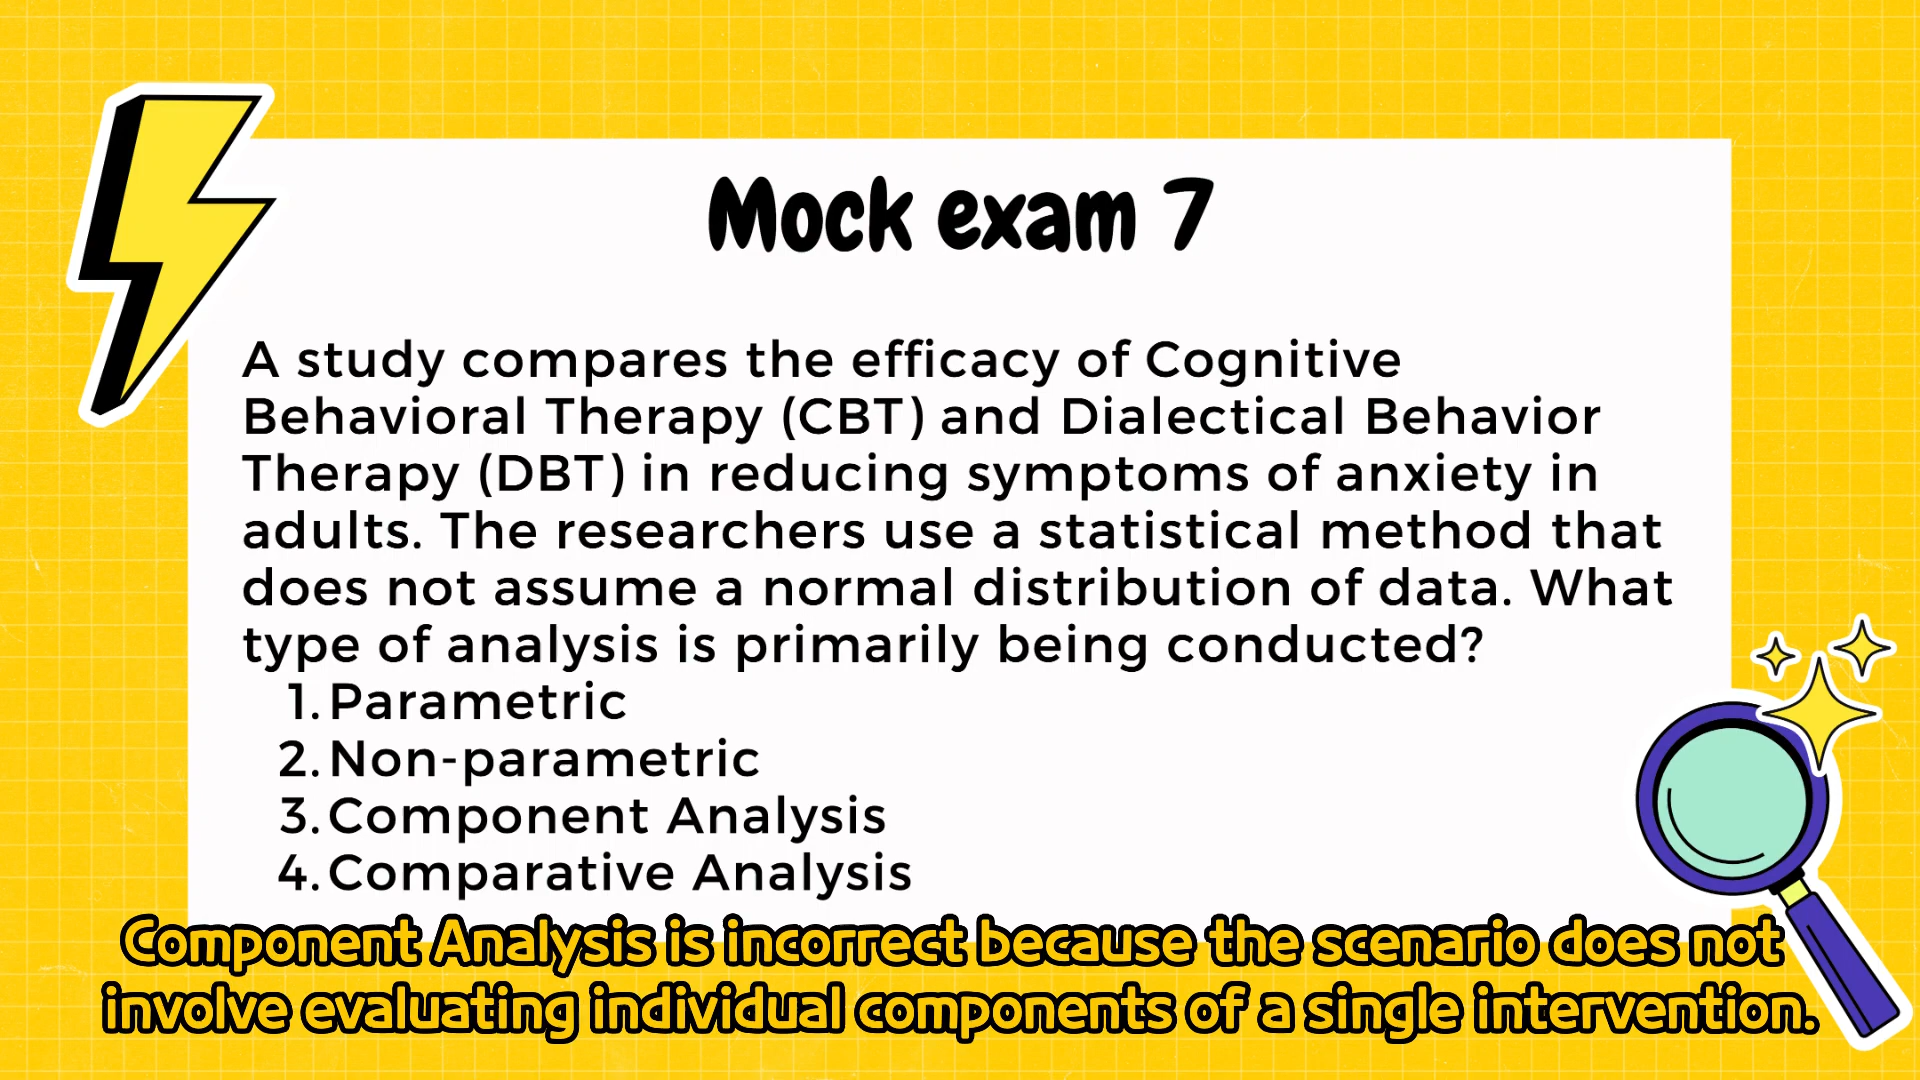 Mock exam 7
A study compares the efficacy of Cognitive
Behavioral Therapy (CBT) and Dialectical Behavior
Therapy (DBT) in reducing symptoms of anxiety in
adults. The researchers use a statistical method that
does not assume a normal distribution of data. What
type of analysis is primarily being conducted?
1. Parametric
2. Non-parametric
3. Component Analysis
4. Comparative Analysis
Component Analysis is incorrect because the scenario does not
involve evaluating individual components of a single intervention.